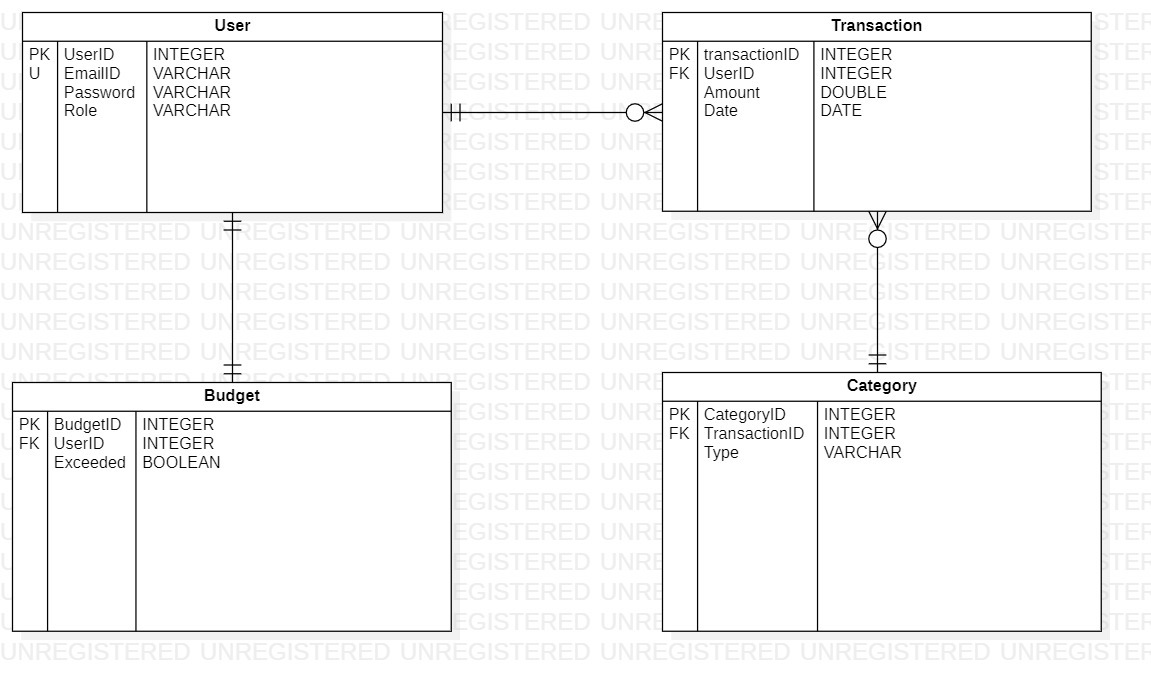 User
PK UserID INTEGER
U EmailID VARCHAR
Password VARCHAR
Role VARCHAR
Transaction
PK transactionID INTEGER
FK UserID INTEGER
Amount DOUBLE
Date DATE
Budget
PK BudgetID INTEGER
FK UserID INTEGER
Exceeded BOOLEAN
Category
PK CategoryID INTEGER
FK TransactionID INTEGER
Type VARCHAR
UNREGISTERED UNREGISTERED UNREGISTERED UNREGISTERED UNREGISTERED